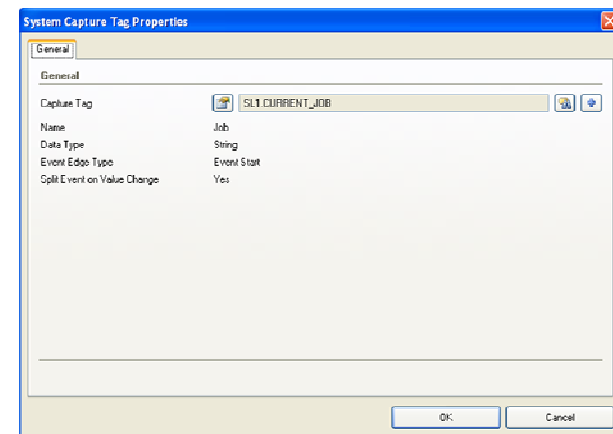 System Capture Tag Properties
General
General
Capture Tag SL1.CURRENT_JOB
Name Job
Data Type String
Event Edge Type Event Start
Split Event on Value Change Yes
OK Cancel